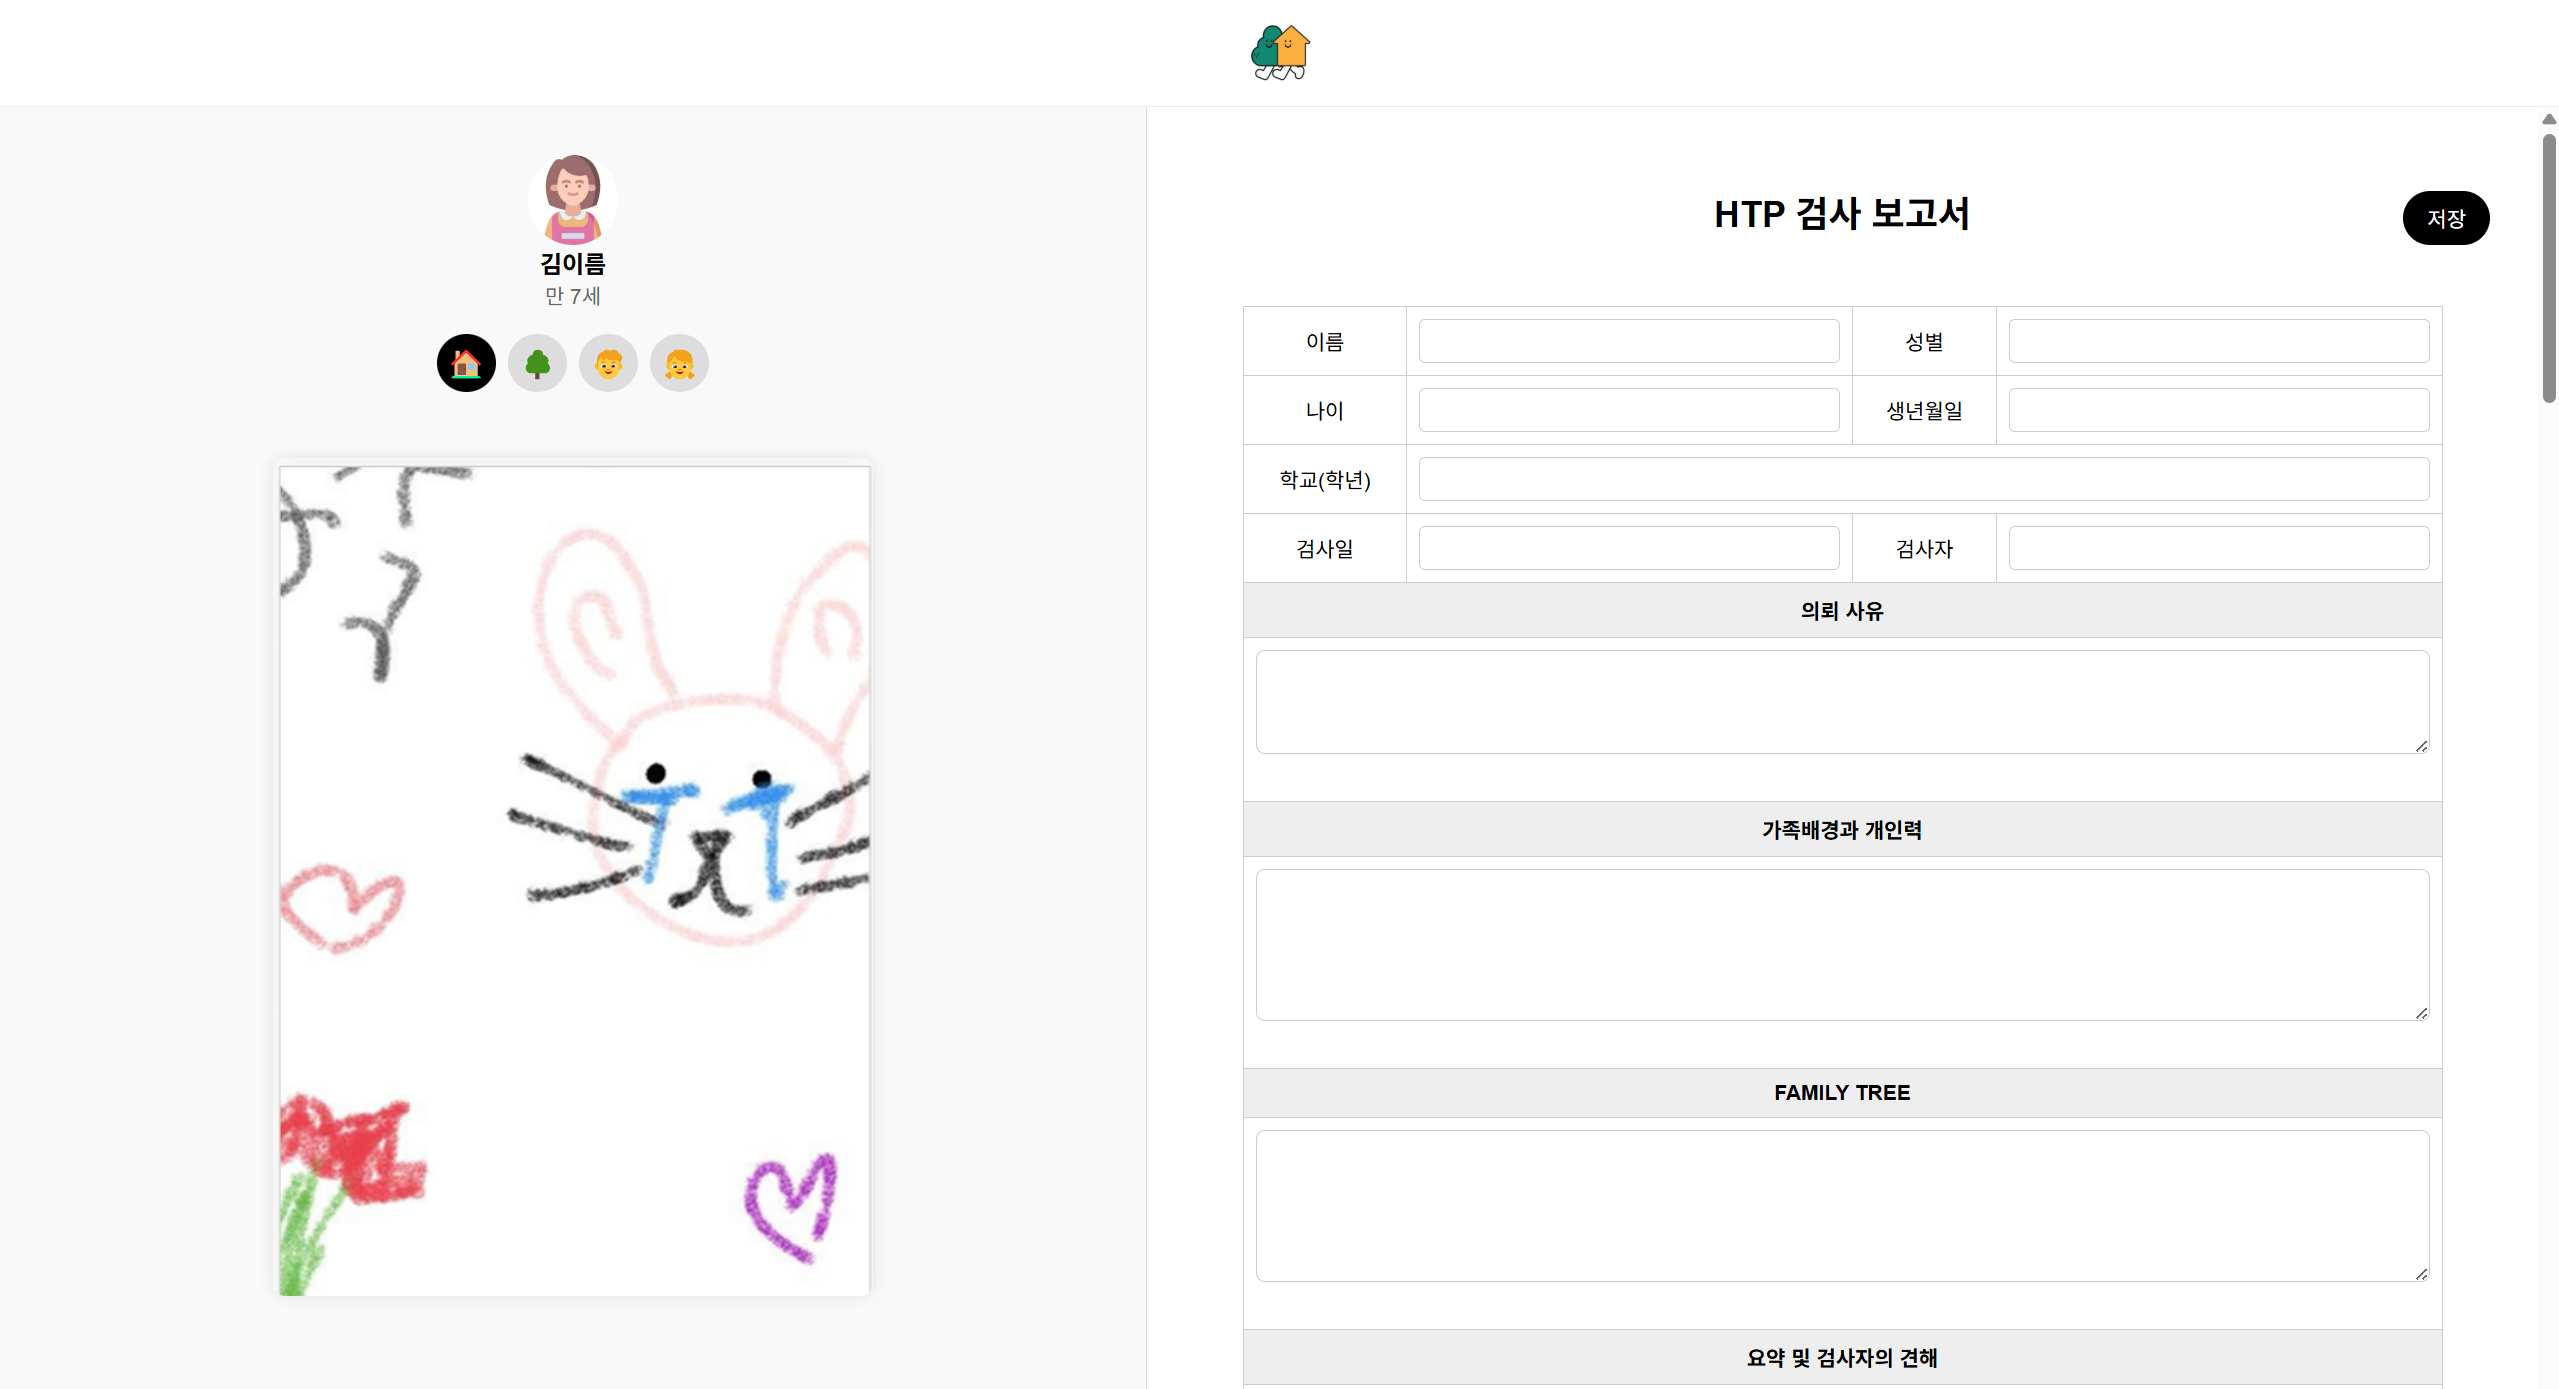 김이름
만 7세
HTP 검사 보고서
저장
이름
성별
나이
생년월일
학교(학년)
검사일
검사자
의뢰 사유
가족배경과 개인력
FAMILY TREE
요약 및 검사자의 견해